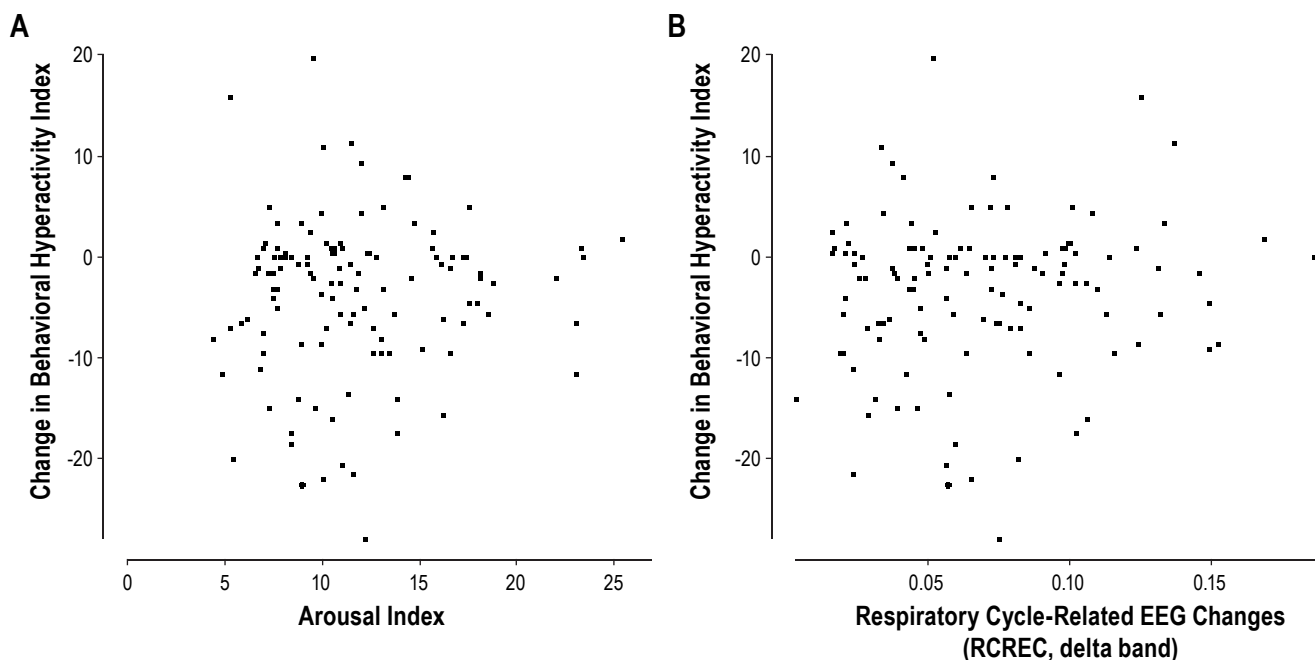 A
Change in Behavioral Hyperactivity Index
20
10
0
-10
-20
0
5
10
15
20
25
Arousal Index
B
Change in Behavioral Hyperactivity Index
20
10
0
-10
-20
0.05
0.10
0.15
Respiratory Cycle-Related EEG Changes
(RCREC, delta band)